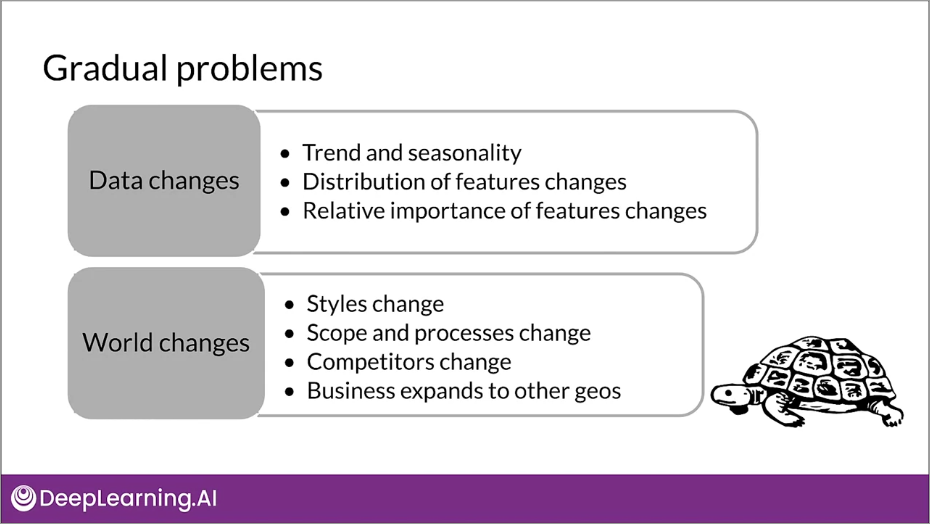 Gradual problems
Data changes
• Trend and seasonality
• Distribution of features changes
• Relative importance of features changes
World changes
• Styles change
• Scope and processes change
• Competitors change
• Business expands to other geos
DeepLearning.AI